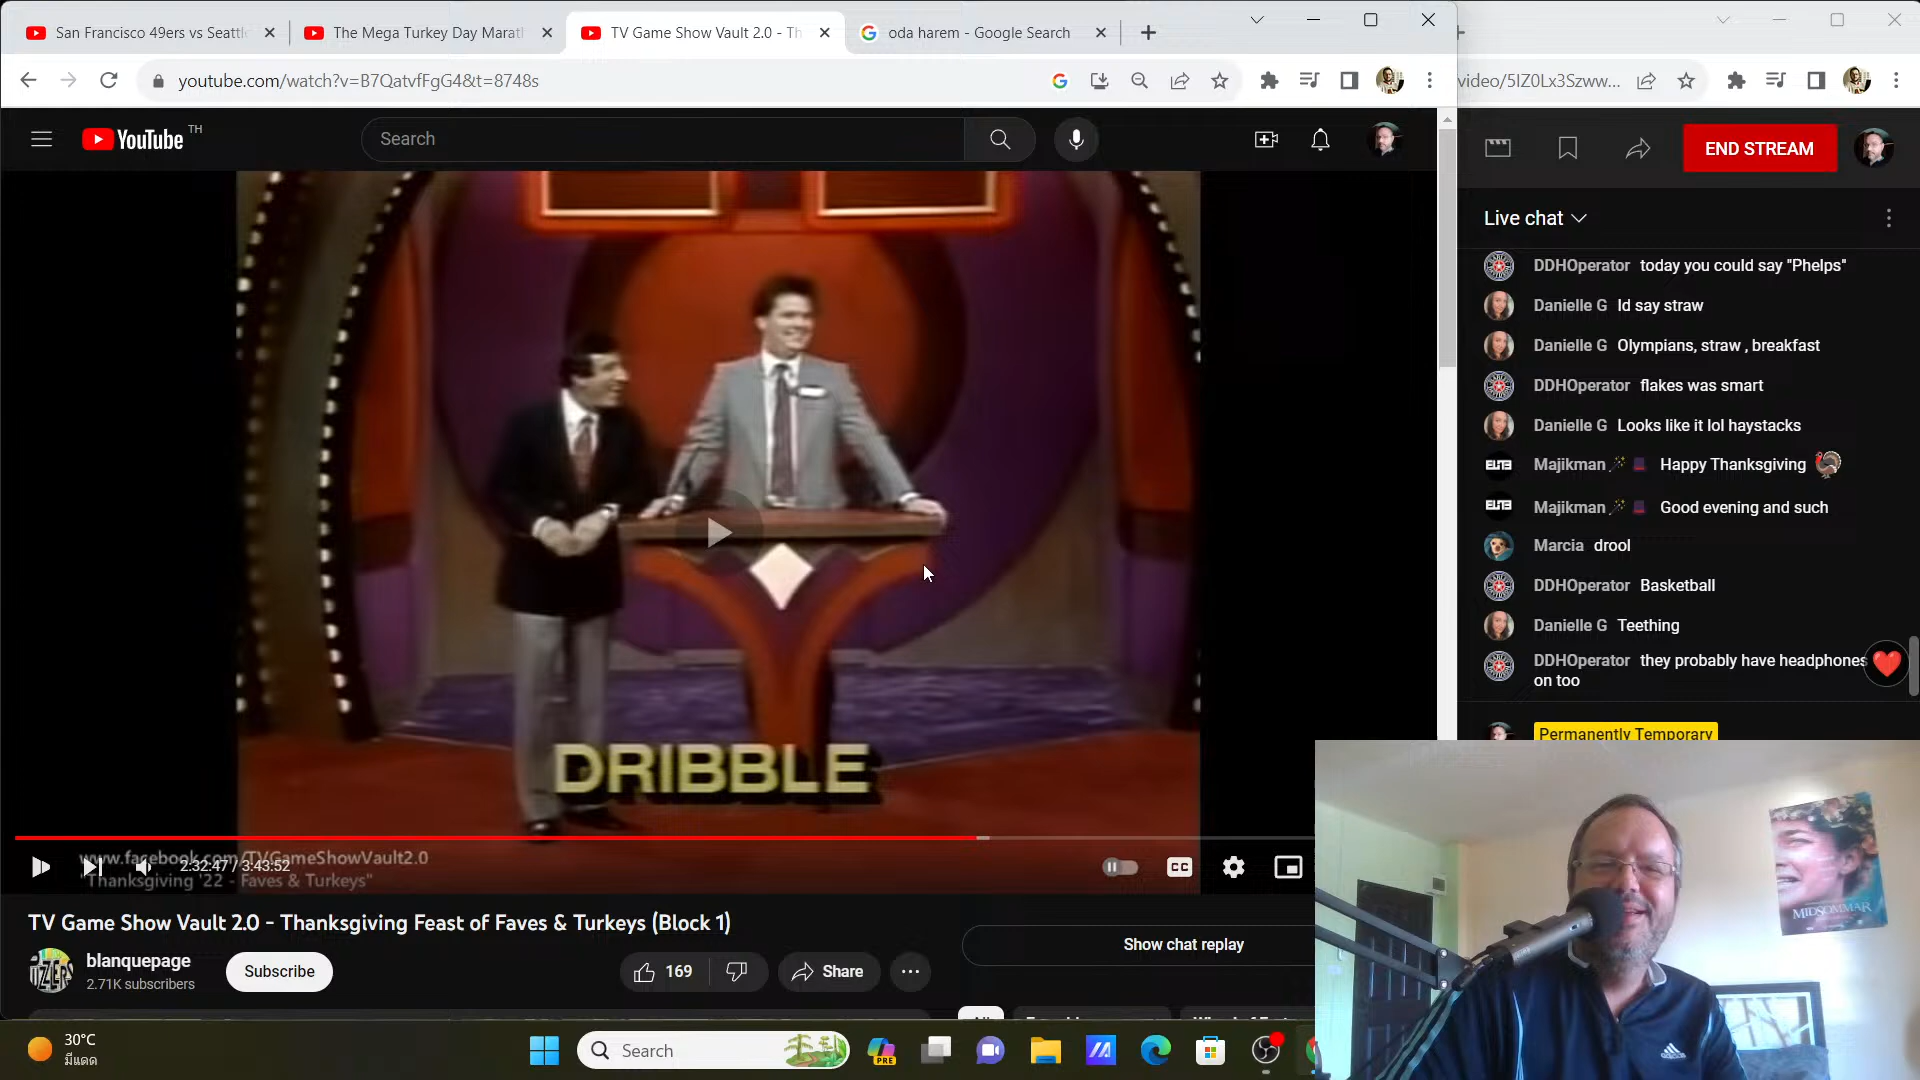 San Francisco 49ers vs Seattl
The Mega Turkey Day Marat
TV Game Show Vault 2.0 - Th
oda harem - Google Search
youtube.com/watch?v=B7QatvfFgG4&t=8748s
video/5IZ0Lx3Szww...
YouTube TH
Search
END STREAM
Live chat
DDHOperator today you could say "Phelps"
Danielle G Id say straw
Danielle G Olympians, straw , breakfast
DDHOperator flakes was smart
Danielle G Looks like it lol haystacks
Majikman Happy Thanksgiving
Majikman Good evening and such
Marcia drool
DDHOperator Basketball
Danielle G Teething
DDHOperator they probably have headphones
on too
Permanently Temporary
DRIBBLE
www.facebook.com/TVGameShowVault2.0
2:32:47 / 3:43:52
"Thanksgiving '22 - Faves & Turkeys"
CC
TV Game Show Vault 2.0 - Thanksgiving Feast of Faves & Turkeys (Block 1)
blanquepage
2.71K subscribers
Subscribe
169
Share
Show chat replay
MIDSOMMAR
30°C
มีแดด
Search
PRE